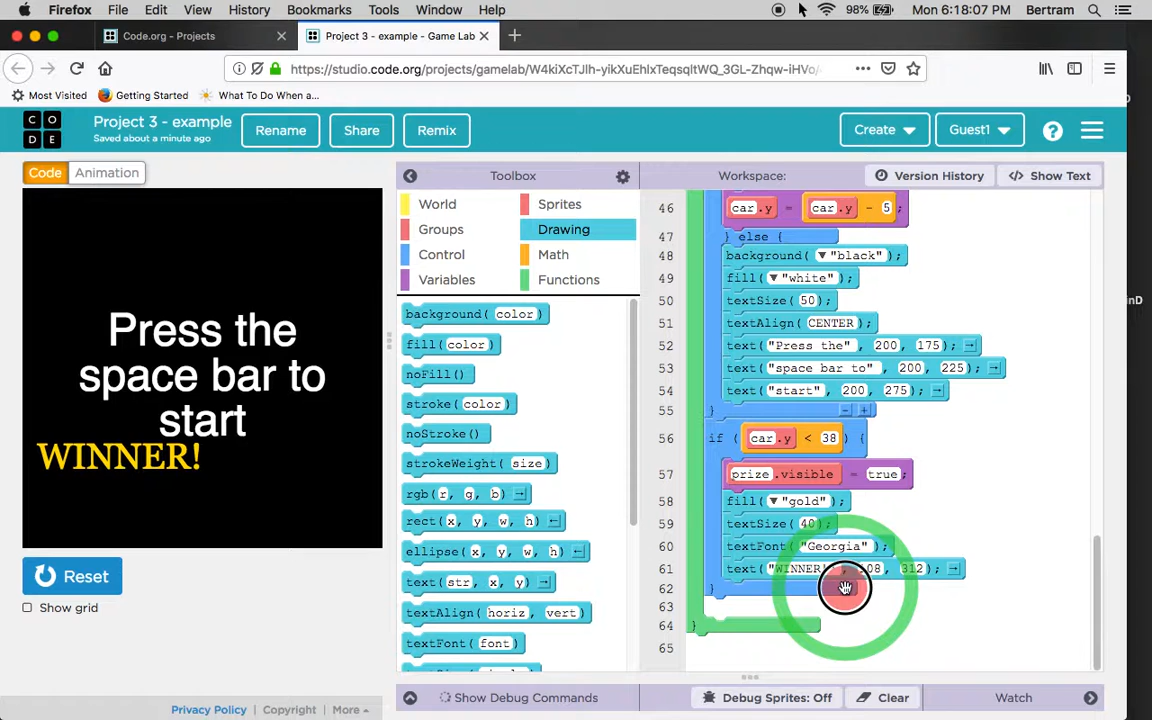 Firefox File Edit View History Bookmarks Tools Window Help 98% Mon 6:18:07 PM Bertram
Code.org - Projects
Project 3 - example - Game Lab
https://studio.code.org/projects/gamelab/W4kiXcTJlh-yikXuEhlxTeqsqltWQ_3GL-Zhqw-iHVo/
Most Visited Getting Started What To Do When a...
CODE
Project 3 - example
Saved about a minute ago
Rename Share Remix Create Guest1
Code Animation
Toolbox
Workspace:
Version History
</> Show Text
World Sprites
Groups Drawing
Control Math
Variables Functions
background( color )
fill( color )
noFill()
stroke( color )
noStroke()
strokeWeight( size )
rgb( r, g, b )
rect( x, y, w, h )
ellipse( x, y, w, h )
text( str, x, y )
textAlign( horiz, vert )
textFont( font )
46 car.y = car.y - 5;
47 } else {
48 background( "black" );
49 fill( "white" );
50 textSize( 50 );
51 textAlign( CENTER );
52 text( "Press the" , 200 , 175 );
53 text( "space bar to" , 200 , 225 );
54 text( "start" , 200 , 275 );
55 }
56 if ( car.y < 38 ) {
57 prize.visible = true;
58 fill( "gold" );
59 textSize( 40 );
60 textFont( "Georgia" );
61 text( "WINNER!" , 108 , 312 );
62 }
63
64 }
65
Press the
space bar to
start
WINNER!
Reset
Show grid
Show Debug Commands
Debug Sprites: Off
Clear
Watch
Privacy Policy | Copyright | More